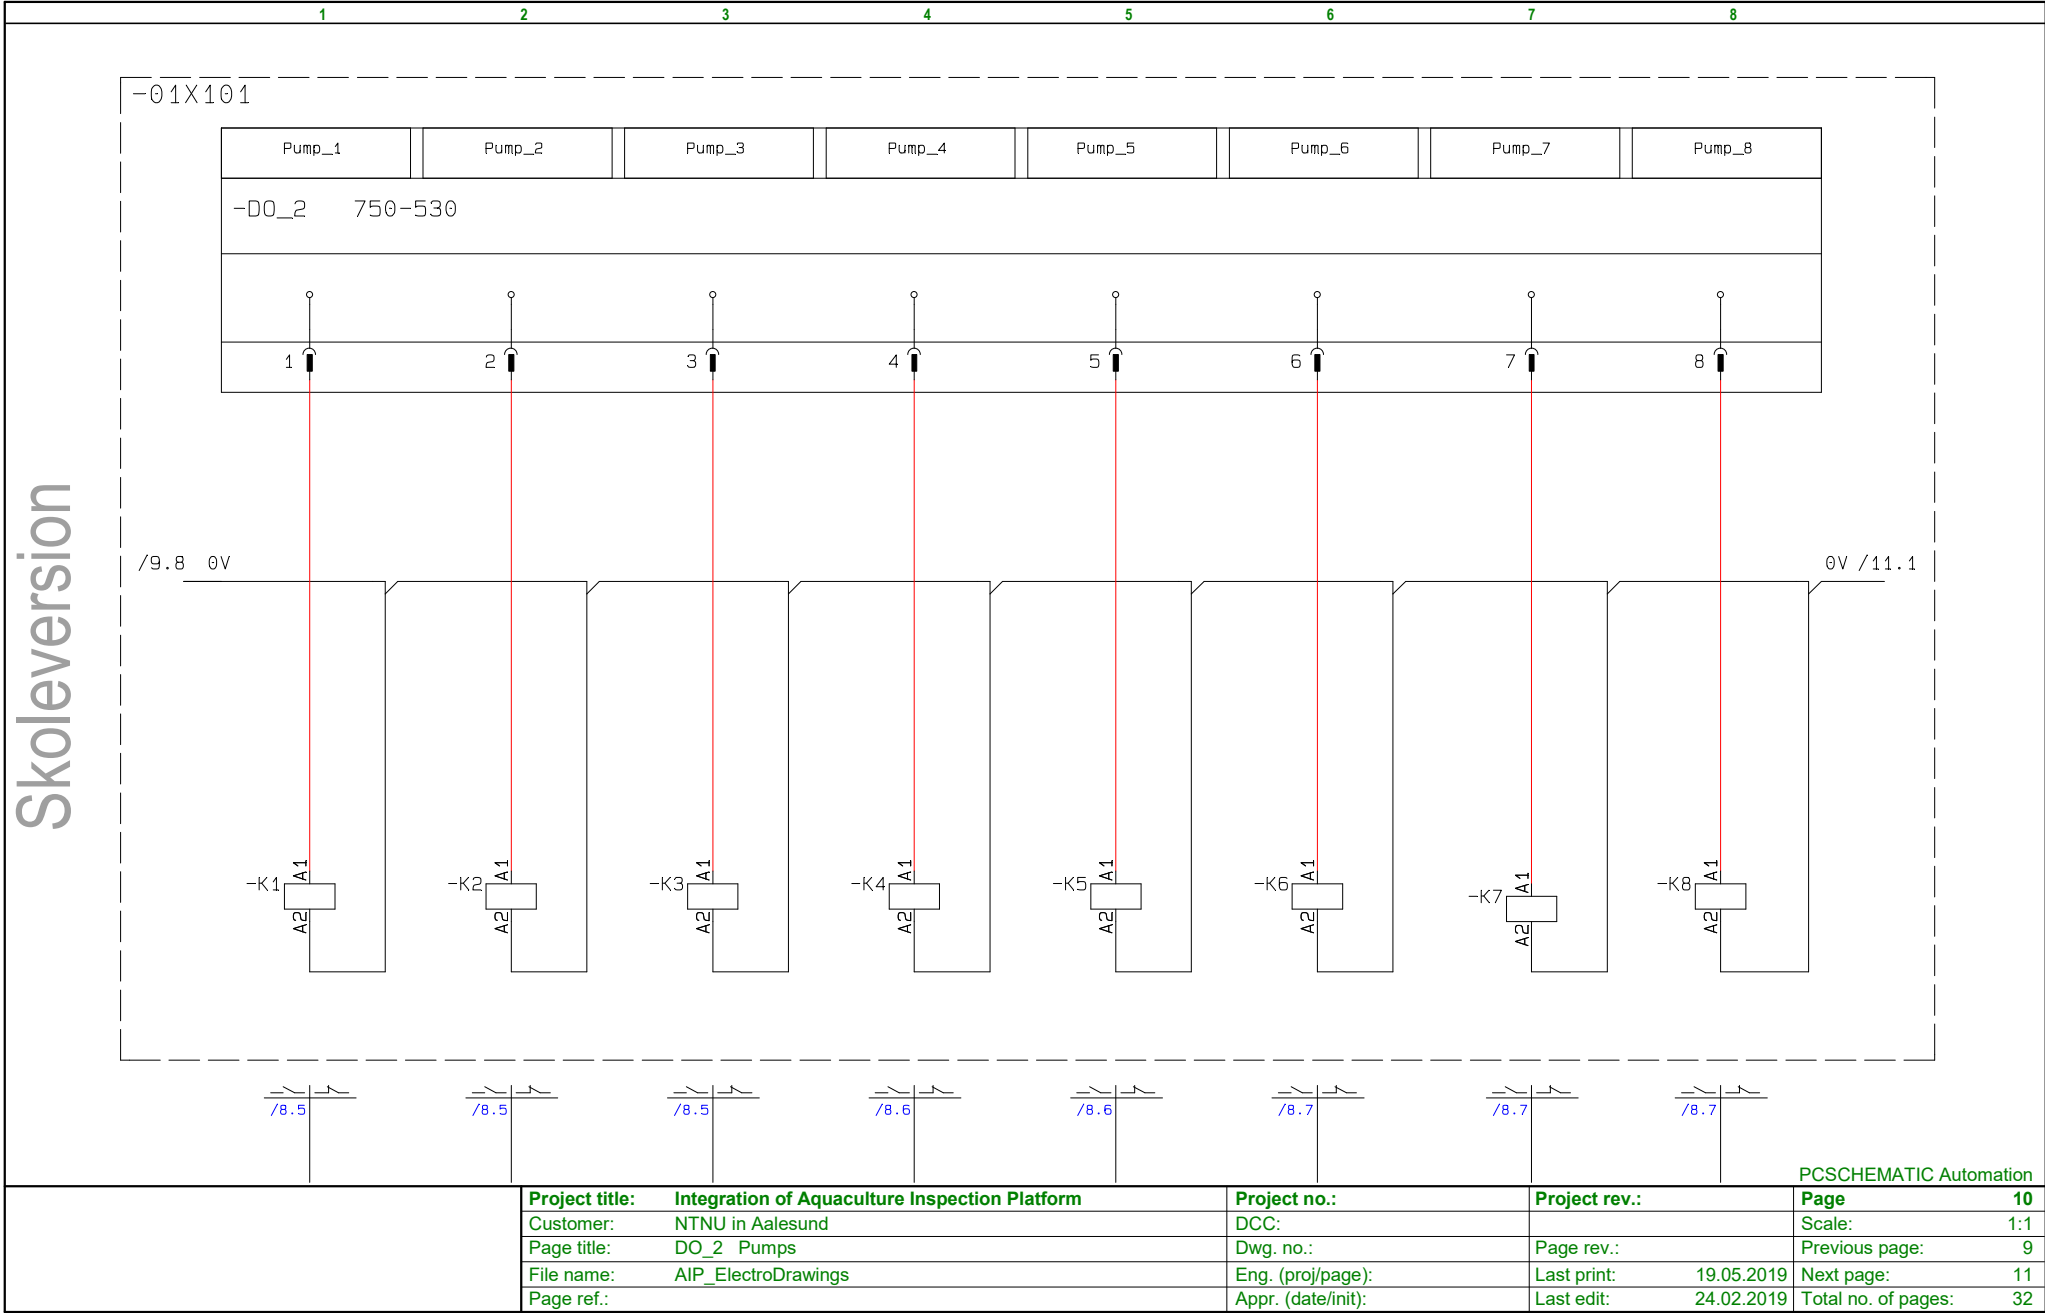 1 2 3 4 5 6 7 8
-01X101
Pump_1 Pump_2 Pump_3 Pump_4 Pump_5 Pump_6 Pump_7 Pump_8
-DO_2 750-530
1 2 3 4 5 6 7 8
Skoleversion
/9.8 0V 0V /11.1
-K1 A1 A2
-K2 A1 A2
-K3 A1 A2
-K4 A1 A2
-K5 A1 A2
-K6 A1 A2
-K7 A1 A2
-K8 A1 A2
/8.5 /8.5 /8.5 /8.6 /8.6 /8.7 /8.7 /8.7
PCSCHEMATIC Automation
Project title: Integration of Aquaculture Inspection Platform Project no.: Project rev.: Page 10
Customer: NTNU in Aalesund DCC: Scale: 1:1
Page title: DO_2 Pumps Dwg. no.: Page rev.: Previous page: 9
File name: AIP_ElectroDrawings Eng. (proj/page): Last print: 19.05.2019 Next page: 11
Page ref.: Appr. (date/init): Last edit: 24.02.2019 Total no. of pages: 32